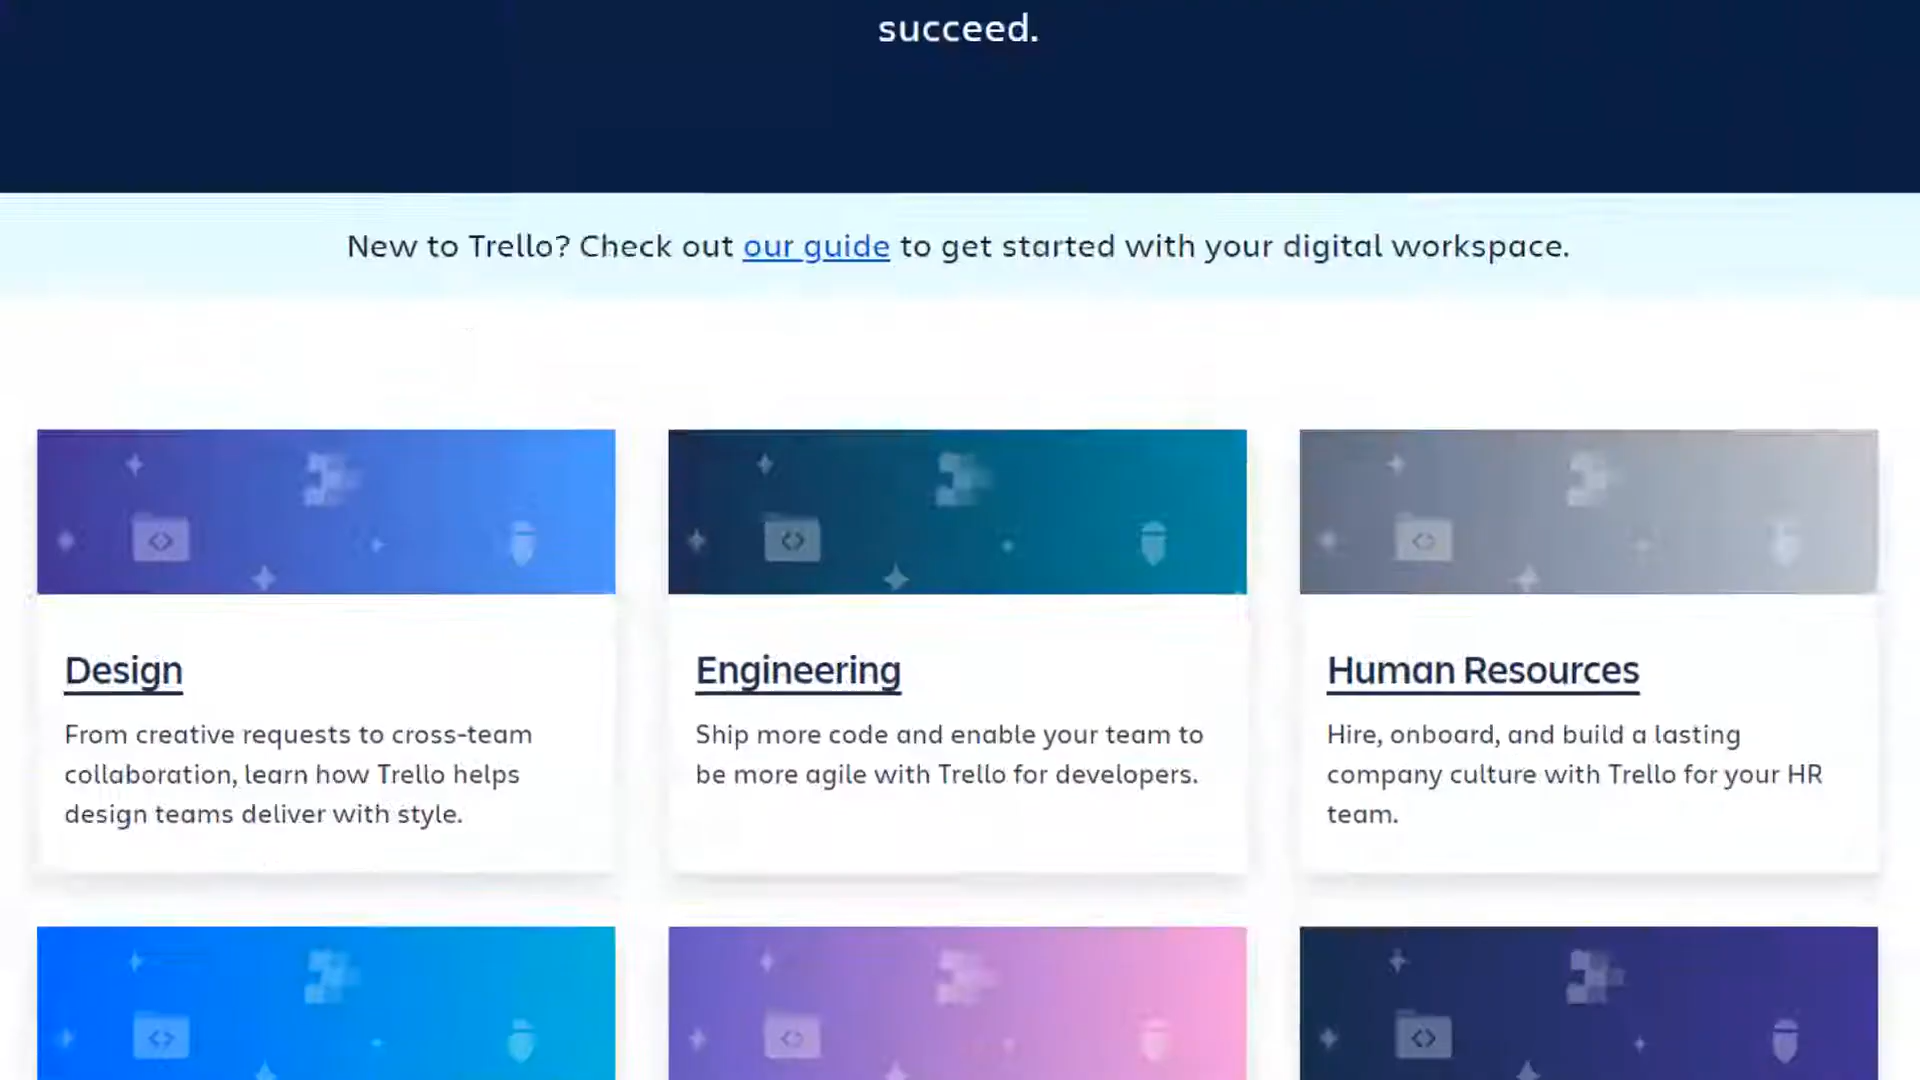 succeed.
New to Trello? Check out our guide to get started with your digital workspace.
Design
From creative requests to cross-team
collaboration, learn how Trello helps
design teams deliver with style.
Engineering
Ship more code and enable your team to
be more agile with Trello for developers.
Human Resources
Hire, onboard, and build a lasting
company culture with Trello for your HR
team.